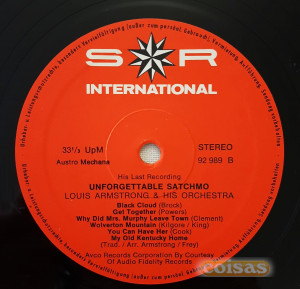 S R
INTERNATIONAL
33 1/3 UpM
STEREO
Austro Mechana
92 989 B
His Last Recording
UNFORGETTABLE SATCHMO
LOUIS ARMSTRONG & HIS ORCHESTRA
Black Cloud (Brock)
Get Together (Powers)
Why Did Mrs. Murphy Leave Town (Clement)
Wolverton Mountain (Kilgore / King)
You Can Have Her (Cook)
My Old Kentucky Home
(Trad. / Arr. Armstrong / Frey)
Avco Records Corporation By Courtesy
Of Audio Fidelity Records
coisas